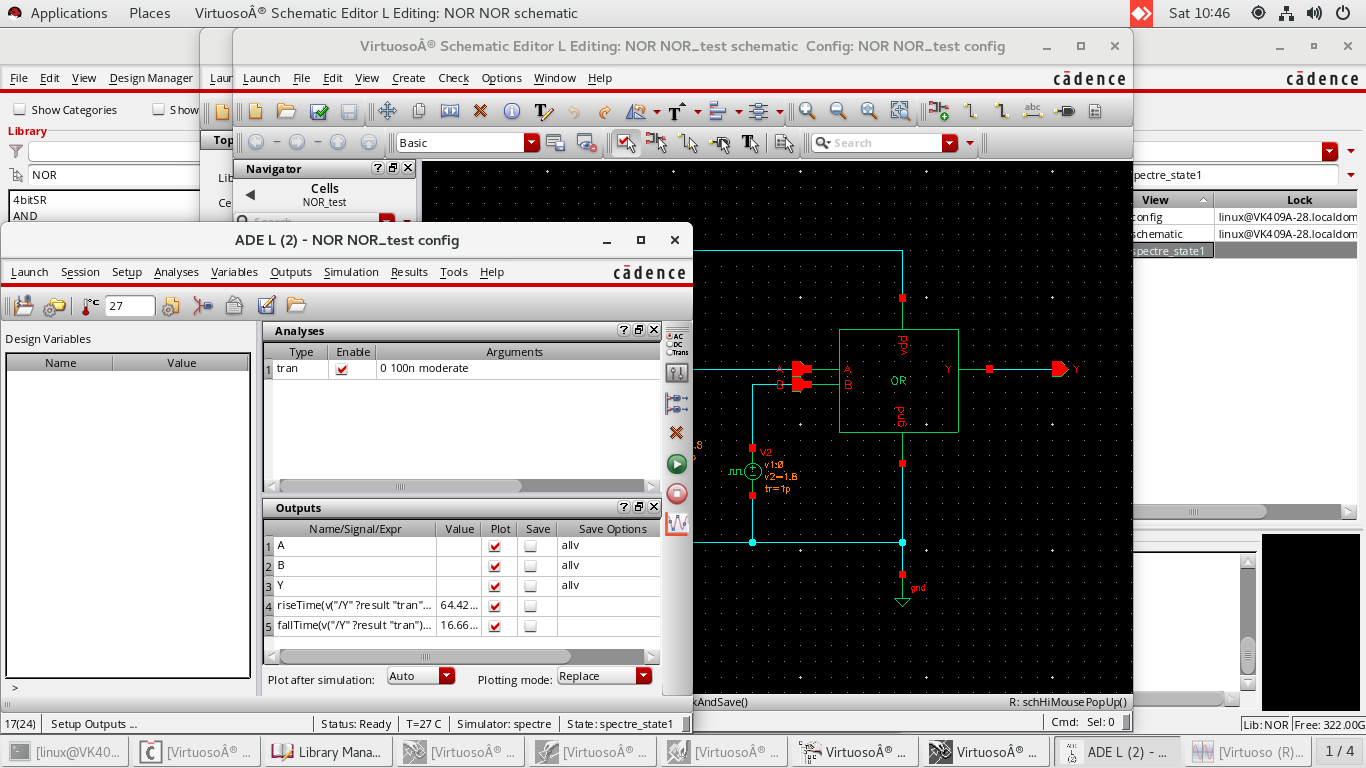 Applications Places VirtuosoÂ® Schematic Editor L Editing: NOR NOR schematic Sat 10:46
VirtuosoÂ® Schematic Editor L Editing: NOR NOR_test schematic Config: NOR NOR_test config
File Edit View Design Manager
Laun
Launch File Edit View Create Check Options Window Help cādence
cādence
Show Categories Show
Library
Top
Basic
Search
NOR
Lib
Ce
4bitSR
AND
Navigator
Cells
NOR_test
Search
spectre_state1
View Lock
config linux@VK409A-28.localdom
schematic linux@VK409A-28.localdom
spectre_state1
ADE L (2) - NOR NOR_test config
Launch Session Setup Analyses Variables Outputs Simulation Results Tools Help cādence
°C 27
Design Variables
Name Value
Analyses
Type Enable Arguments
1 tran 0 100n moderate
AC
DC
Trans
Outputs
Name/Signal/Expr Value Plot Save Save Options
1 A allv
2 B allv
3 Y allv
4 riseTime(v("/Y" ?result "tran"... 64.42...
5 fallTime(v("/Y" ?result "tran")... 16.66...
Plot after simulation: Auto Plotting mode: Replace
>
17(24) Setup Outputs ... Status: Ready T=27 C Simulator: spectre State: spectre_state1
vdd
A A Y Y
B B
OR
gnd
V2
v1:0
v2=1.8
tr=1p
gnd
kAndSave() R: schHiMousePopUp()
Cmd: Sel: 0
Lib: NOR Free: 322.00G
[linux@VK40... [VirtuosoÂ® ... Library Mana... [VirtuosoÂ® ... [VirtuosoÂ® ... [VirtuosoÂ® ... VirtuosoÂ® ... VirtuosoÂ® ... ADE L (2) - ... [Virtuoso (R)... 1 / 4